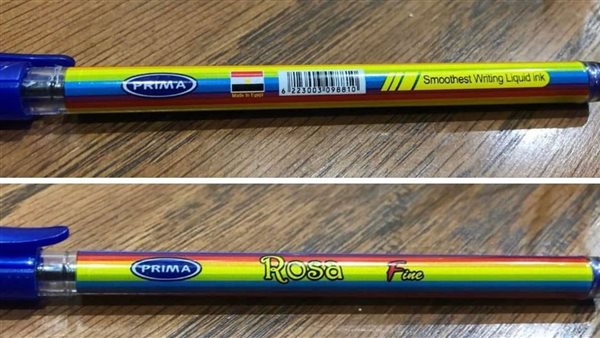 PRIMA
Made In Egypt
6 223003 098810
Smoothest Writing Liquid ink
PRIMA
Rosa
Fine